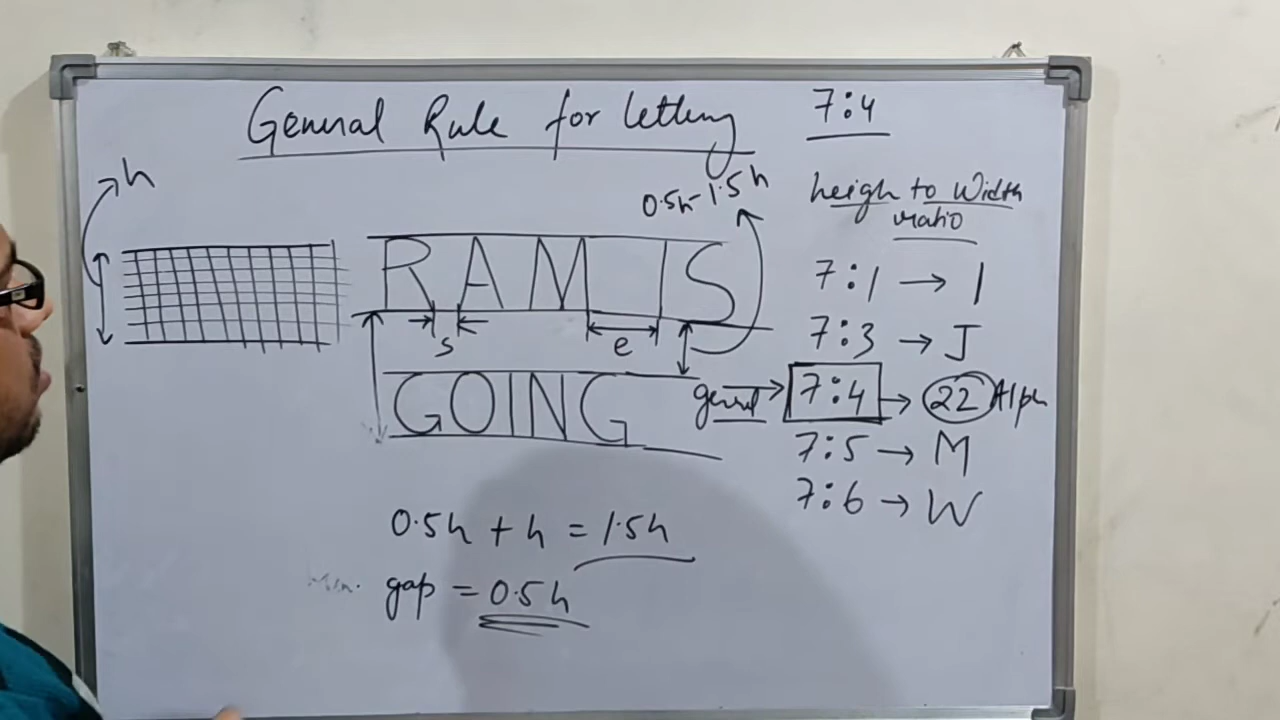 General Rule for lettering 7:4
h
0.5h-1.5h
heigh to Width
ratio
RAM IS
s e
GOING
7:1 → I
7:3 → J
7:4 → 22 Alph
7:5 → M
7:6 → W
0.5h + h = 1.5h
Min. gap = 0.5h